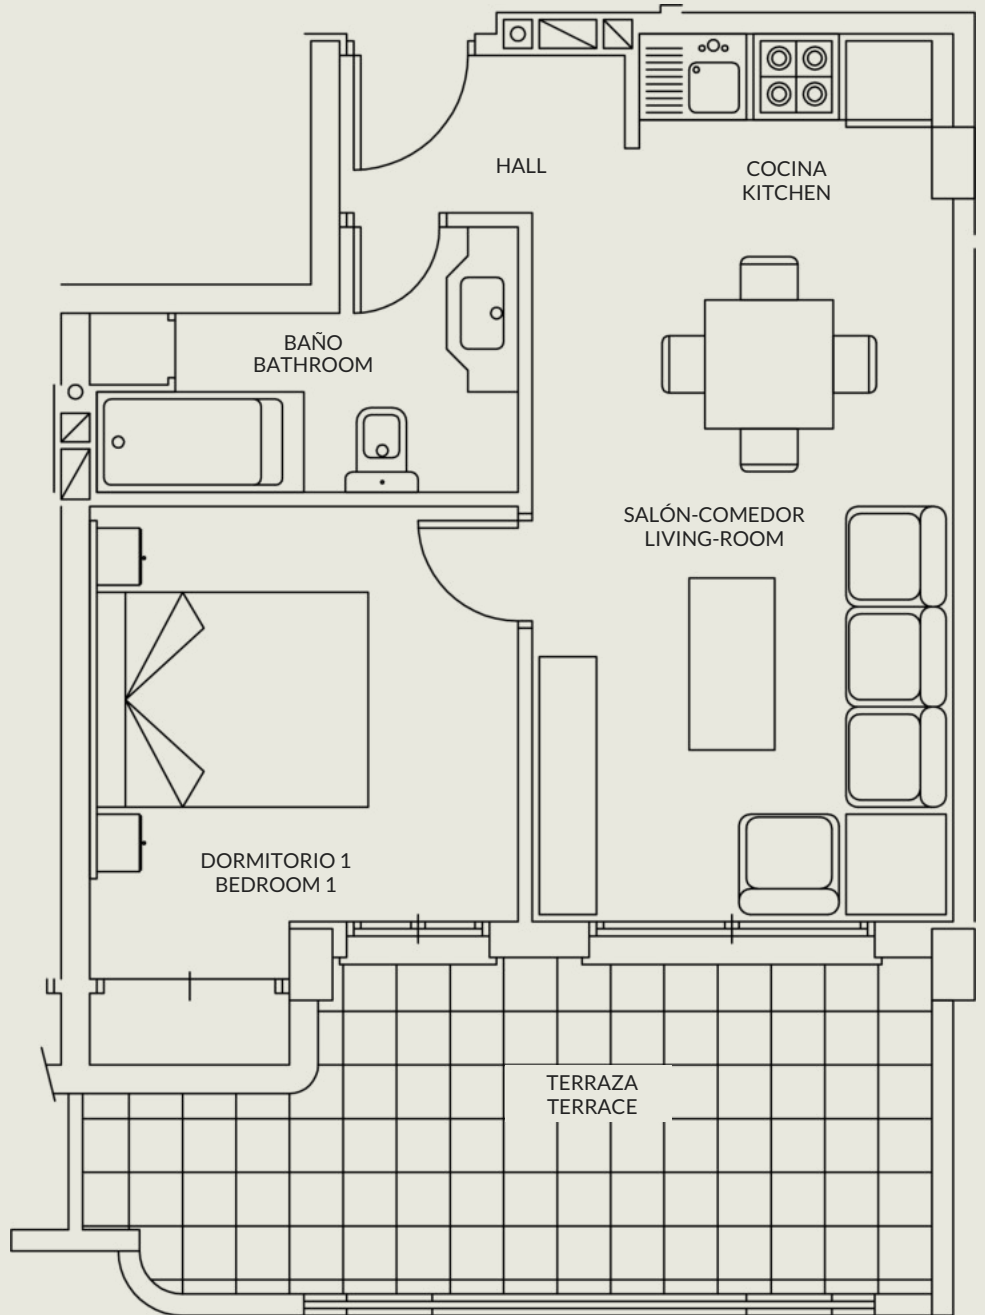 HALL
COCINA
KITCHEN
BAÑO
BATHROOM
SALÓN-COMEDOR
LIVING-ROOM
DORMITORIO 1
BEDROOM 1
TERRAZA
TERRACE